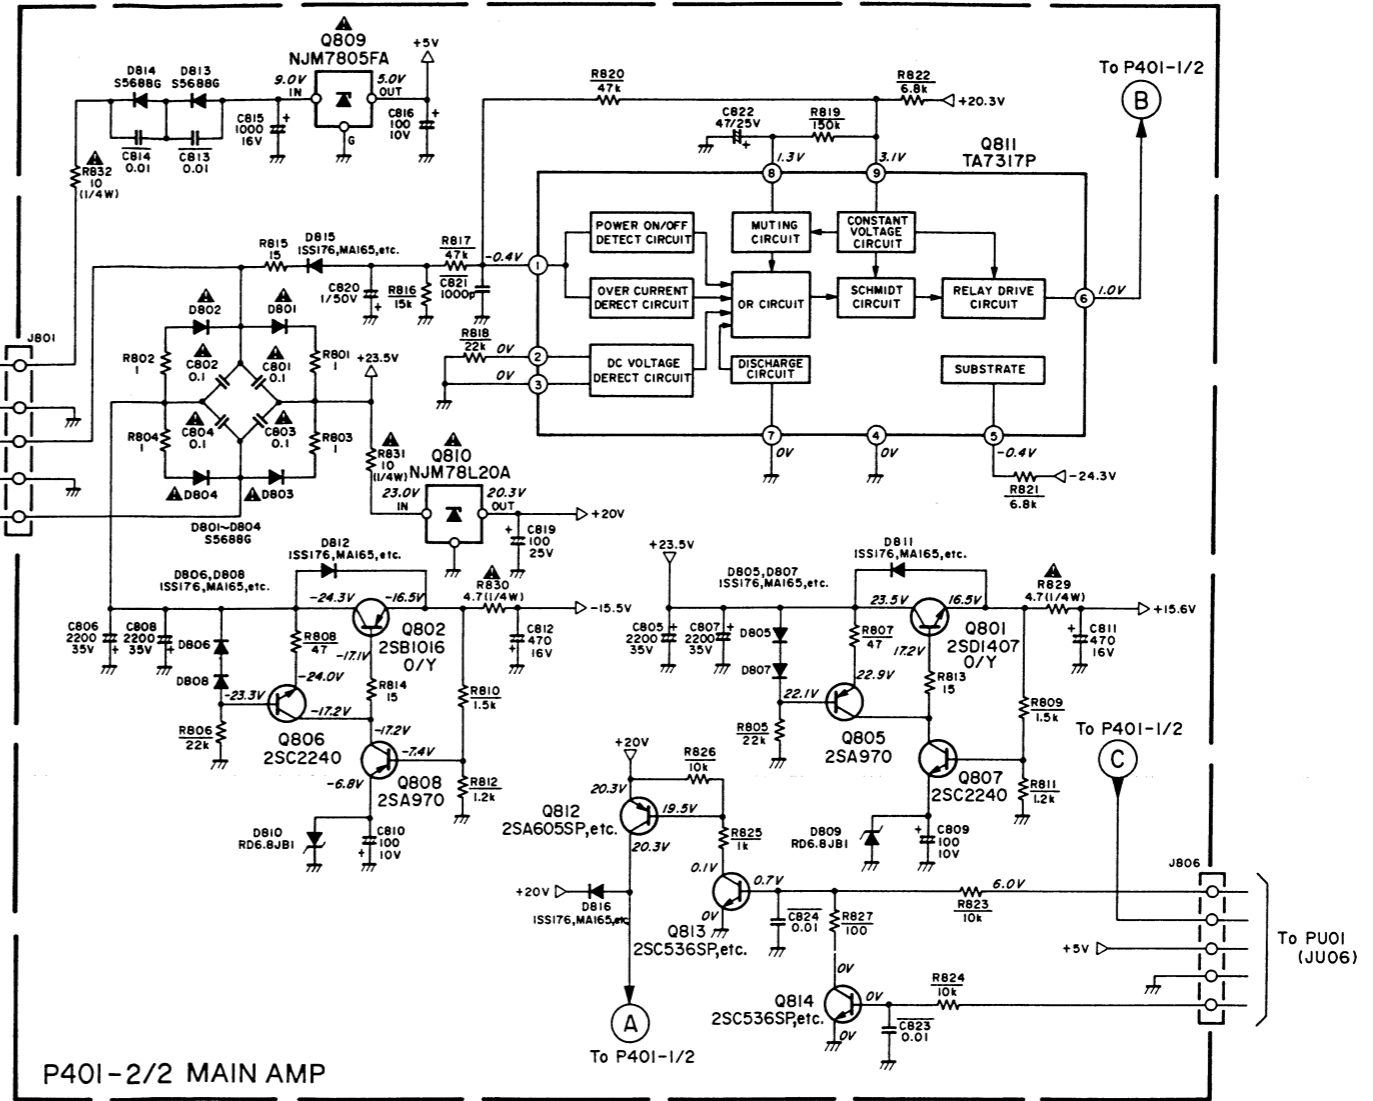 Q809
NJM7805FA
+5V
D814
S5688G
D813
S5688G
9.0V
IN
5.0V
OUT
G
C815
1000
16V
C816
100
10V
C814
0.01
C813
0.01
R832
10
(1/4W)
R820
47k
R822
6.8k
+20.3V
C822
47/25V
R819
150k
1.3V
3.1V
Q811
TA7317P
To P401-1/2
B
8
9
POWER ON/OFF
DETECT CIRCUIT
MUTING
CIRCUIT
CONSTANT
VOLTAGE
CIRCUIT
R815
15
D815
ISS176,MA165,etc.
R817
47k
-0.4V
1
C820
1/50V
R816
15k
C821
1000p
OVER CURRENT
DERECT CIRCUIT
OR CIRCUIT
SCHMIDT
CIRCUIT
RELAY DRIVE
CIRCUIT
6
1.0V
D802
D801
J801
R802
1
C802
0.1
C801
0.1
R801
1
+23.5V
R818
22k
0V
2
0V
3
DC VOLTAGE
DERECT CIRCUIT
DISCHARGE
CIRCUIT
SUBSTRATE
R804
1
C804
0.1
C803
0.1
R803
1
R831
10
(1/4W)
Q810
NJM78L20A
7
0V
4
0V
5
-0.4V
R821
6.8k
-24.3V
D804
D803
D801~D804
S5688G
23.0V
IN
20.3V
OUT
+20V
C819
100
25V
D812
ISS176,MA165,etc.
D806,D808
ISS176,MA165,etc.
R830
4.7(1/4W)
-24.3V
-16.5V
-15.5V
C806
2200
35V
C808
2200
35V
D806
R808
47
Q802
2SB1016
O/Y
C812
470
16V
-17.1V
D808
-24.0V
-23.3V
R814
15
R810
1.5k
-17.2V
R806
22k
Q806
2SC2240
-17.2V
-7.4V
Q808
2SA970
R812
1.2k
-6.8V
D810
RD6.8JB1
C810
100
10V
+23.5V
D811
ISS176,MA165,etc.
D805,D807
ISS176,MA165,etc.
R829
4.7(1/4W)
23.5V
16.5V
+15.6V
C805
2200
35V
C807
2200
35V
D805
R807
47
Q801
2SD1407
O/Y
C811
470
16V
17.2V
D807
22.9V
22.1V
R813
15
R809
1.5k
R805
22k
Q805
2SA970
Q807
2SC2240
R811
1.2k
D809
RD6.8JB1
C809
100
10V
To P401-1/2
C
+20V
R826
10k
20.3V
19.5V
Q812
2SA605SP,etc.
20.3V
R825
1k
0.1V
0.7V
6.0V
J806
+20V
D816
ISS176,MA165,etc.
0V
Q813
2SC536SP,etc.
C824
0.01
R827
100
R823
10k
+5V
To PU01
(JU06)
0V
0V
R824
10k
Q814
2SC536SP,etc.
0V
C823
0.01
A
To P401-1/2
P401-2/2 MAIN AMP